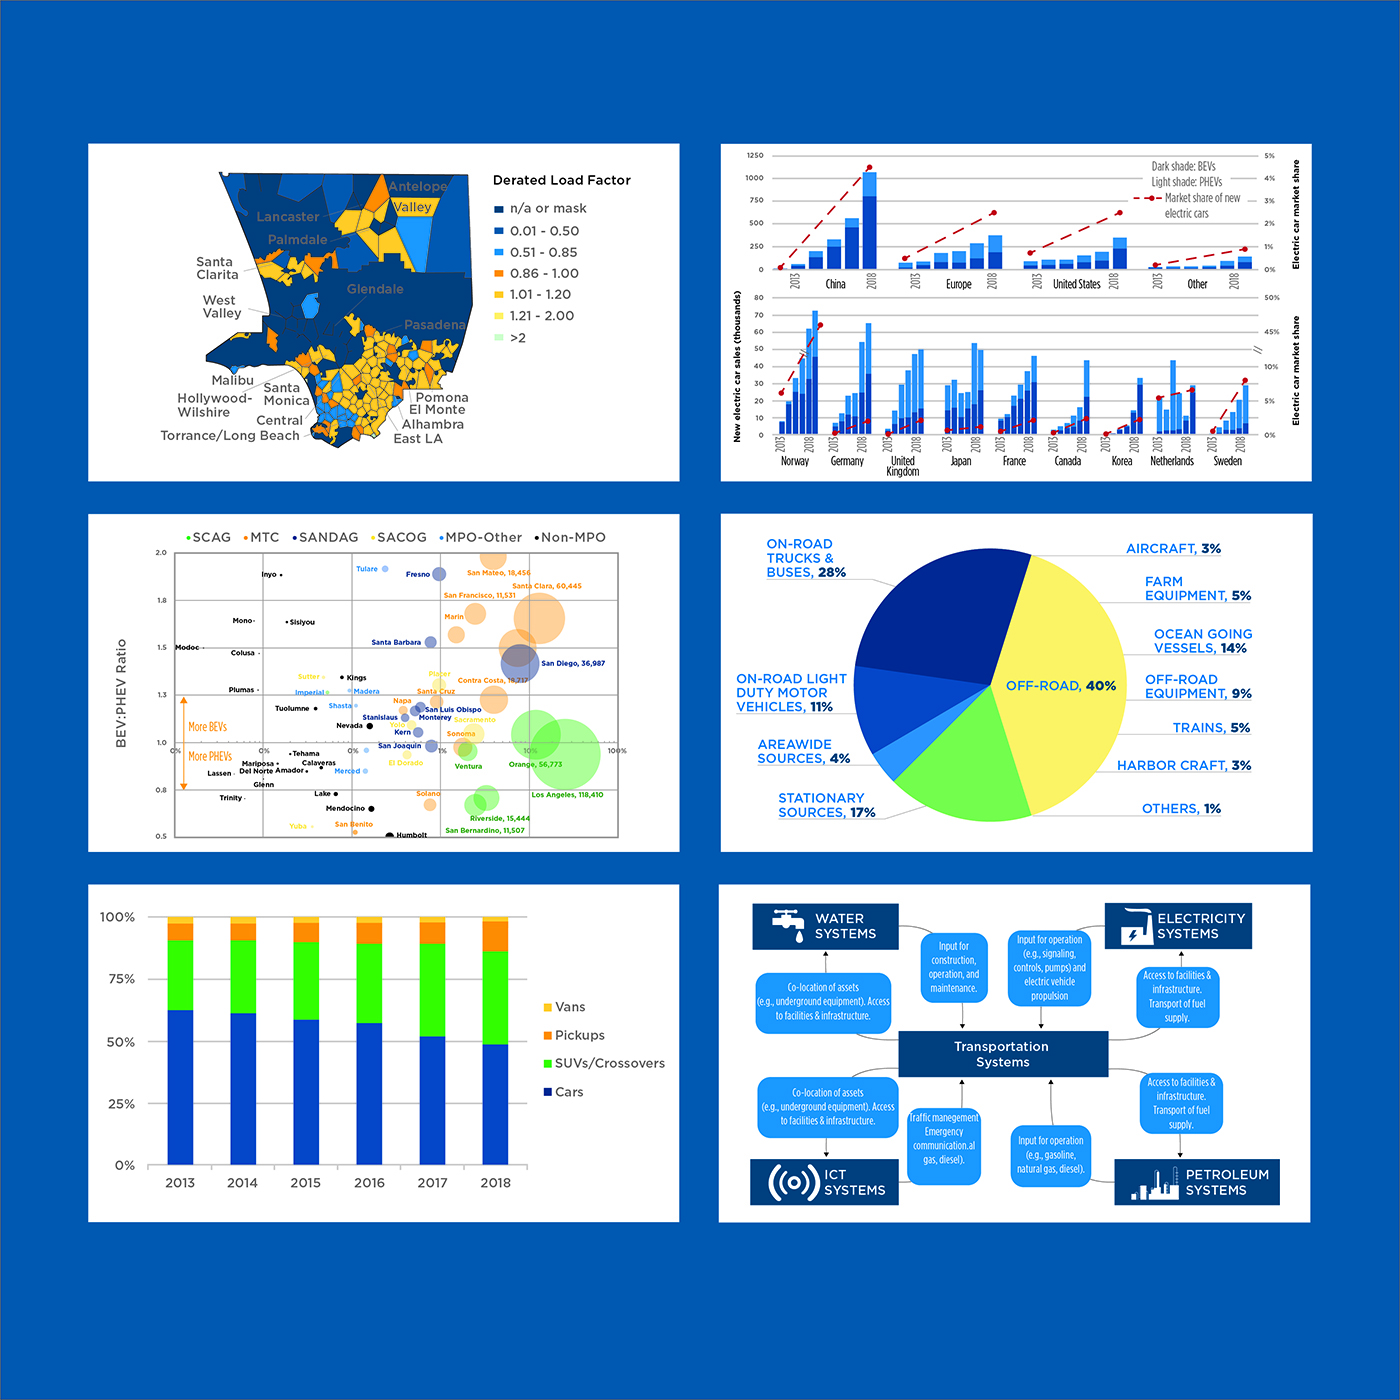 Derated Load Factor
n/a or mask
0.01 - 0.50
0.51 - 0.85
0.86 - 1.00
1.01 - 1.20
1.21 - 2.00
>2
Antelope
Valley
Lancaster
Palmdale
Santa
Clarita
Glendale
West
Valley
Pasadena
Malibu
Hollywood-
Wilshire
Santa
Monica
Central
Torrance/Long Beach
Pomona
El Monte
Alhambra
East LA
New electric car sales (thousands)
1250
1000
750
500
250
0
5%
4%
3%
2%
1%
0%
Electric car market share
Dark shade: BEVs
Light shade: PHEVs
Market share of new
electric cars
2013 2018 2013 2018 2013 2018 2013 2018
China Europe United States Other
80
70
60
50
40
30
20
10
0
50%
45%
10%
5%
0%
Electric car market share
2013 2018 2013 2018 2013 2018 2013 2018 2013 2018 2013 2018 2013 2018 2013 2018 2013 2018
Norway Germany United Japan France Canada Korea Netherlands Sweden
Kingdom
SCAG MTC SANDAG SACOG MPO-Other Non-MPO
BEV:PHEV Ratio
2.0
1.8
1.5
1.3
1.0
0.8
0.5
0% 0% 0% 1% 10% 100%
More BEVs
More PHEVs
Inyo
Tulare
Fresno
San Mateo, 18,456
Santa Clara, 60,445
San Francisco, 11,531
Marin
Mono
Sisiyou
Santa Barbara
Modoc
Colusa
San Diego, 36,987
Sutter
Kings
Placer
Contra Costa, 18,717
Plumas
Imperial
Madera
Santa Cruz
Napa
Shasta
Tuolumne
San Luis Obispo
Stanislaus
Monterey
Sacramento
Nevada
Yolo
Kern
Sonoma
San Joaquin
Tehama
Mariposa
Calaveras
El Dorado
Ventura
Orange, 56,773
Lassen
Del Norte
Amador
Merced
Glenn
Trinity
Lake
Solano
Los Angeles, 118,410
Mendocino
Riverside, 15,444
Yuba
San Benito
San Bernardino, 11,507
Humbolt
ON-ROAD
TRUCKS &
BUSES, 28%
ON-ROAD LIGHT
DUTY MOTOR
VEHICLES, 11%
AREAWIDE
SOURCES, 4%
STATIONARY
SOURCES, 17%
OFF-ROAD, 40%
AIRCRAFT, 3%
FARM
EQUIPMENT, 5%
OCEAN GOING
VESSELS, 14%
OFF-ROAD
EQUIPMENT, 9%
TRAINS, 5%
HARBOR CRAFT, 3%
OTHERS, 1%
100%
75%
50%
25%
0%
2013 2014 2015 2016 2017 2018
Vans
Pickups
SUVs/Crossovers
Cars
WATER
SYSTEMS
ELECTRICITY
SYSTEMS
Input for
construction,
operation, and
maintenance.
Input for operation
(e.g., signaling,
controls, pumps) and
electric vehicle
propulsion
Co-location of assets
(e.g., underground equipment). Access
to facilities & infrastructure.
Access to facilities &
infrastructure.
Transport of fuel
supply.
Transportation
Systems
Co-location of assets
(e.g., underground equipment). Access
to facilities & infrastructure.
Traffic management
Emergency
communication.al
gas, diesel).
Input for operation
(e.g., gasoline,
natural gas, diesel).
Access to facilities &
infrastructure.
Transport of fuel
supply.
ICT
SYSTEMS
PETROLEUM
SYSTEMS